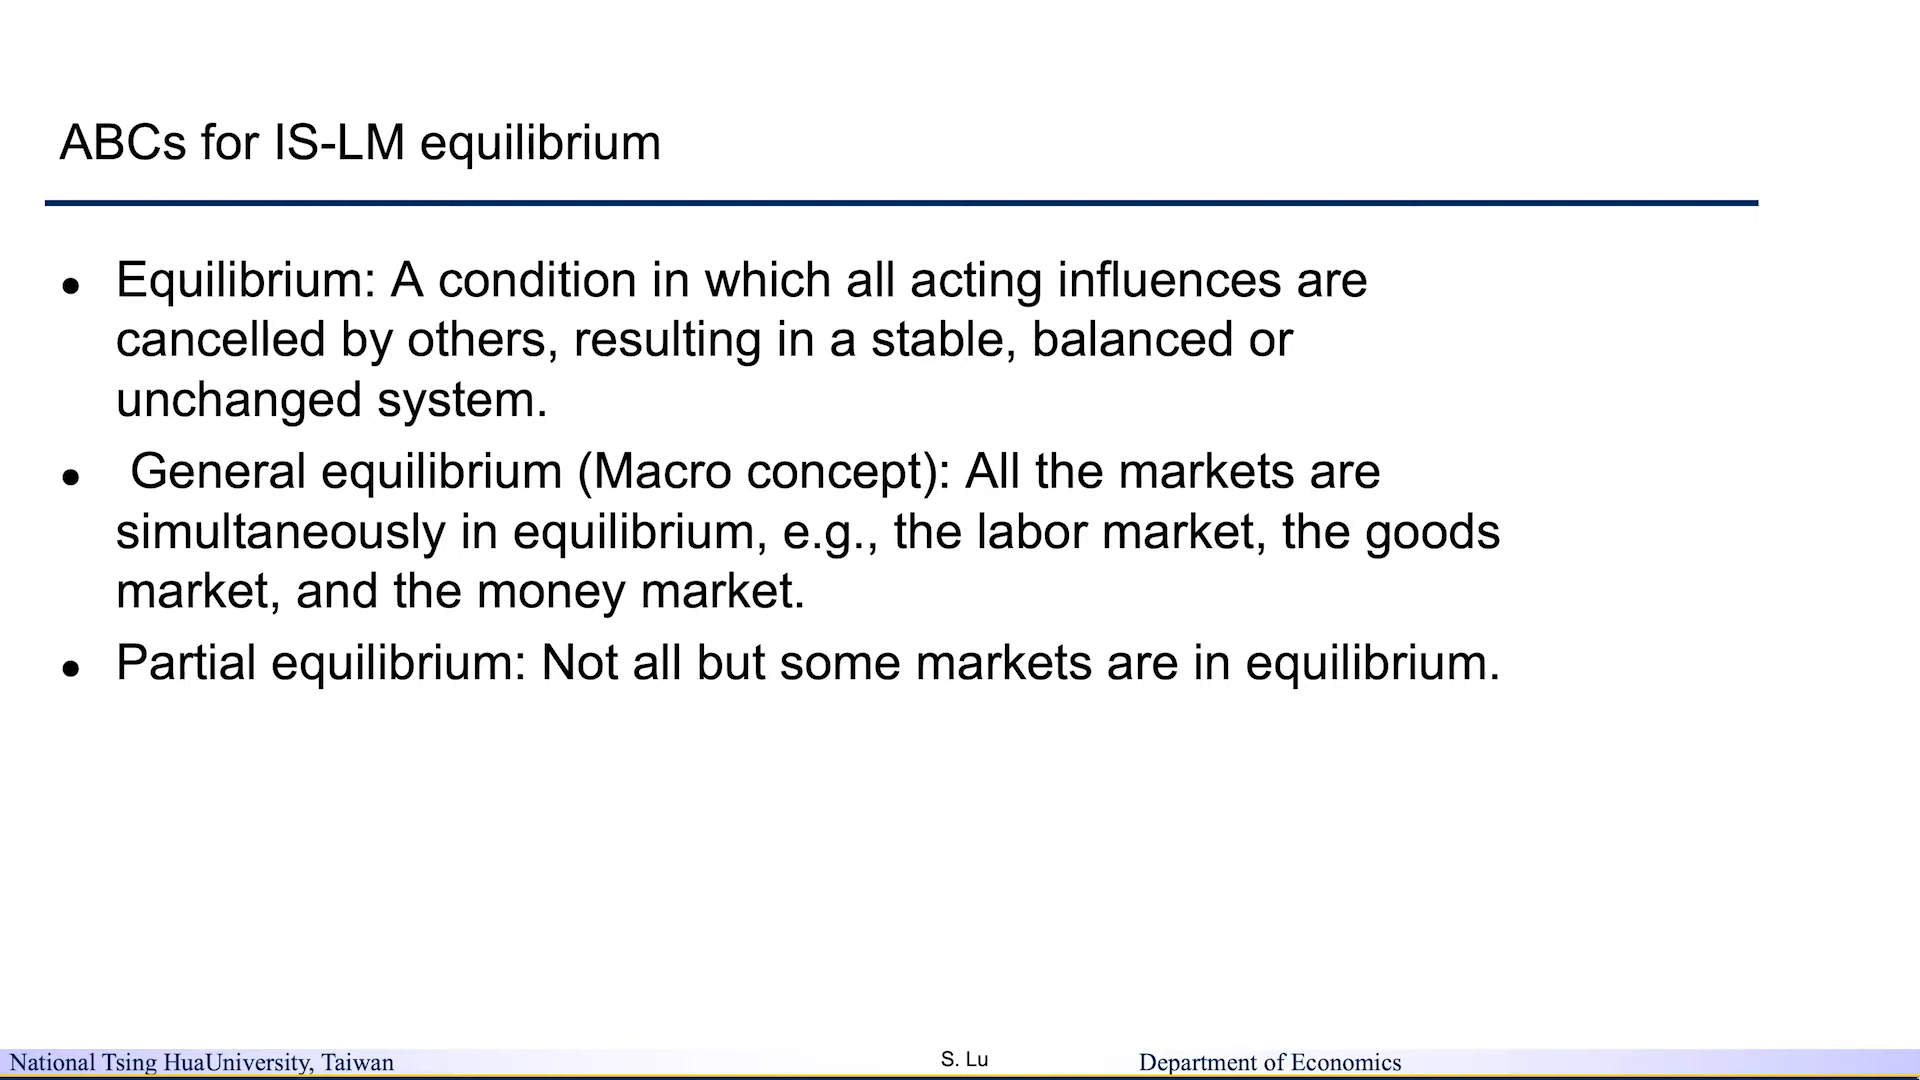 ABCs for IS-LM equilibrium
● Equilibrium: A condition in which all acting influences are
cancelled by others, resulting in a stable, balanced or
unchanged system.
● General equilibrium (Macro concept): All the markets are
simultaneously in equilibrium, e.g., the labor market, the goods
market, and the money market.
● Partial equilibrium: Not all but some markets are in equilibrium.
National Tsing HuaUniversity, Taiwan
S. Lu
Department of Economics